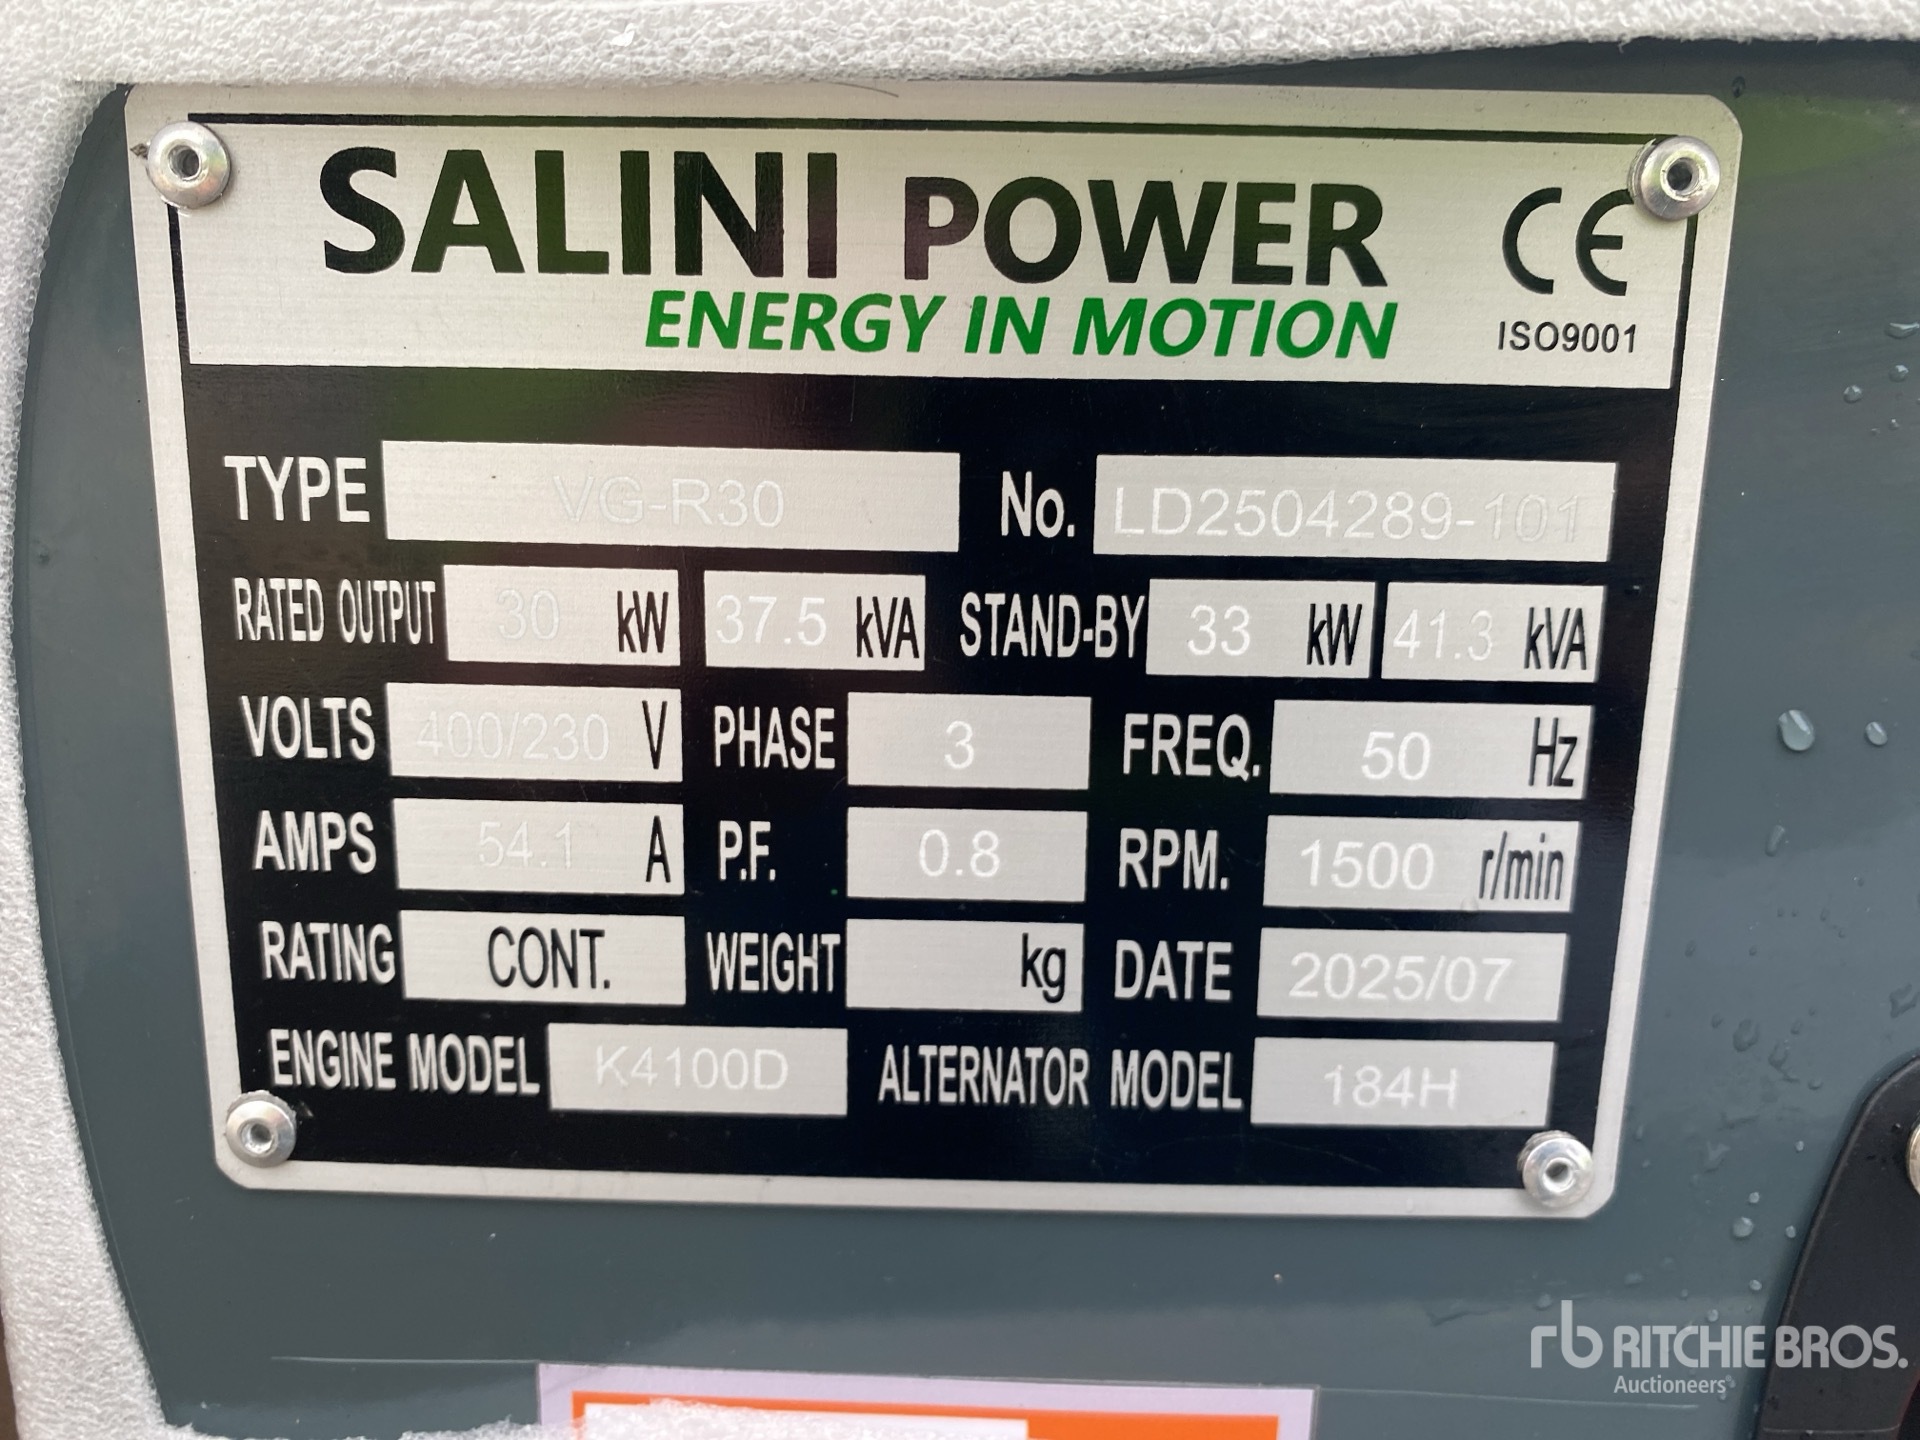 SALINI POWER
ENERGY IN MOTION
CE
ISO9001
TYPE VG-R30 No. LD2504289-101
RATED OUTPUT 30 kW 37.5 kVA STAND-BY 33 kW 41.3 kVA
VOLTS 400/230 V PHASE 3 FREQ. 50 Hz
AMPS 54.1 A P.F. 0.8 RPM. 1500 r/min
RATING CONT. WEIGHT kg DATE 2025/07
ENGINE MODEL K4100D ALTERNATOR MODEL 184H
rb RITCHIE BROS.
Auctioneers